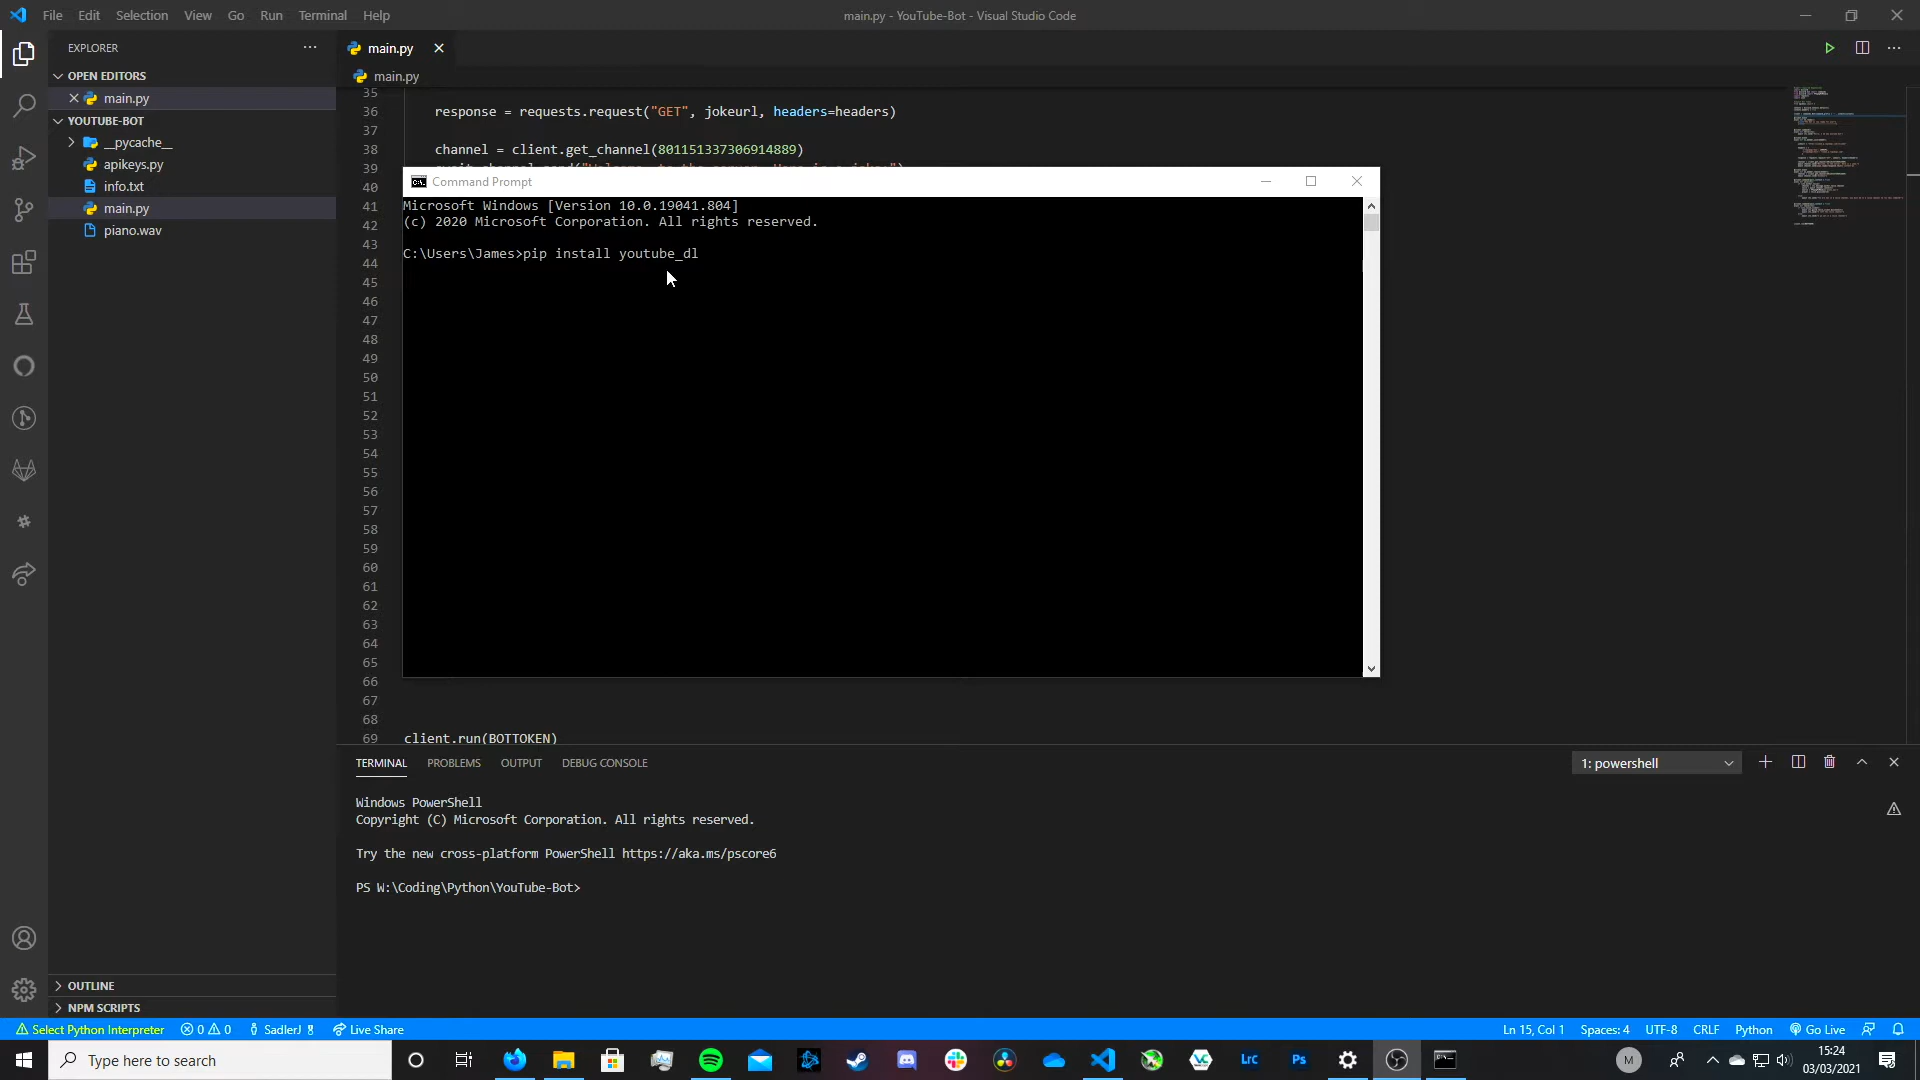 File Edit Selection View Go Run Terminal Help
main.py - YouTube-Bot - Visual Studio Code
EXPLORER
OPEN EDITORS
main.py
YOUTUBE-BOT
__pycache__
apikeys.py
info.txt
main.py
piano.wav
OUTLINE
NPM SCRIPTS
main.py
main.py
35
36 response = requests.request("GET", jokeurl, headers=headers)
37
38 channel = client.get_channel(801151337306914889)
39
40
41
42
43
44
45
46
47
48
49
50
51
52
53
54
55
56
57
58
59
60
61
62
63
64
65
66
67
68
69 client.run(BOTTOKEN)
Command Prompt
Microsoft Windows [Version 10.0.19041.804]
(c) 2020 Microsoft Corporation. All rights reserved.
C:\Users\James>pip install youtube_dl
TERMINAL PROBLEMS OUTPUT DEBUG CONSOLE
1: powershell
Windows PowerShell
Copyright (C) Microsoft Corporation. All rights reserved.
Try the new cross-platform PowerShell https://aka.ms/pscore6
PS W:\Coding\Python\YouTube-Bot>
Select Python Interpreter 0 0 SadlerJ Live Share
Ln 15, Col 1 Spaces: 4 UTF-8 CRLF Python Go Live
Type here to search
Lrc
Ps
M
15:24
03/03/2021